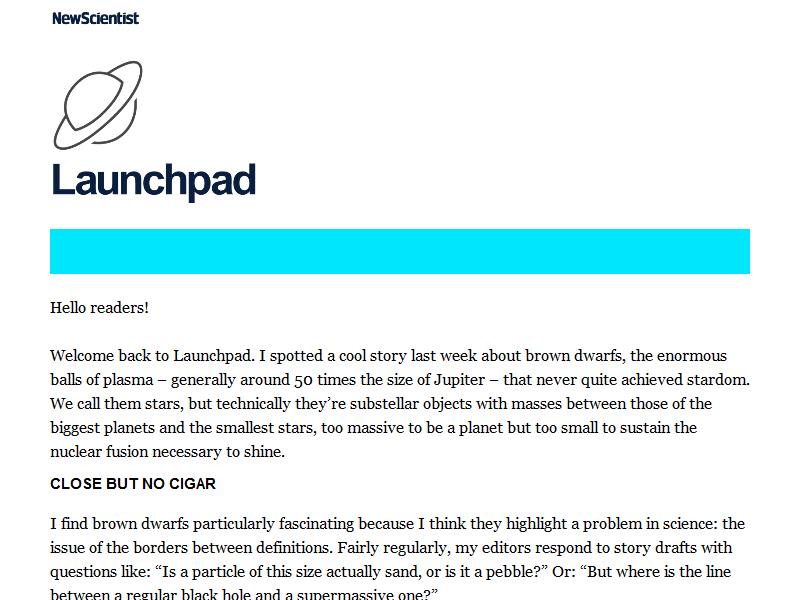 NewScientist
Launchpad
Hello readers!
Welcome back to Launchpad. I spotted a cool story last week about brown dwarfs, the enormous
balls of plasma – generally around 50 times the size of Jupiter – that never quite achieved stardom.
We call them stars, but technically they’re substellar objects with masses between those of the
biggest planets and the smallest stars, too massive to be a planet but too small to sustain the
nuclear fusion necessary to shine.
CLOSE BUT NO CIGAR
I find brown dwarfs particularly fascinating because I think they highlight a problem in science: the
issue of the borders between definitions. Fairly regularly, my editors respond to story drafts with
questions like: “Is a particle of this size actually sand, or is it a pebble?” Or: “But where is the line
between a regular black hole and a supermassive one?”